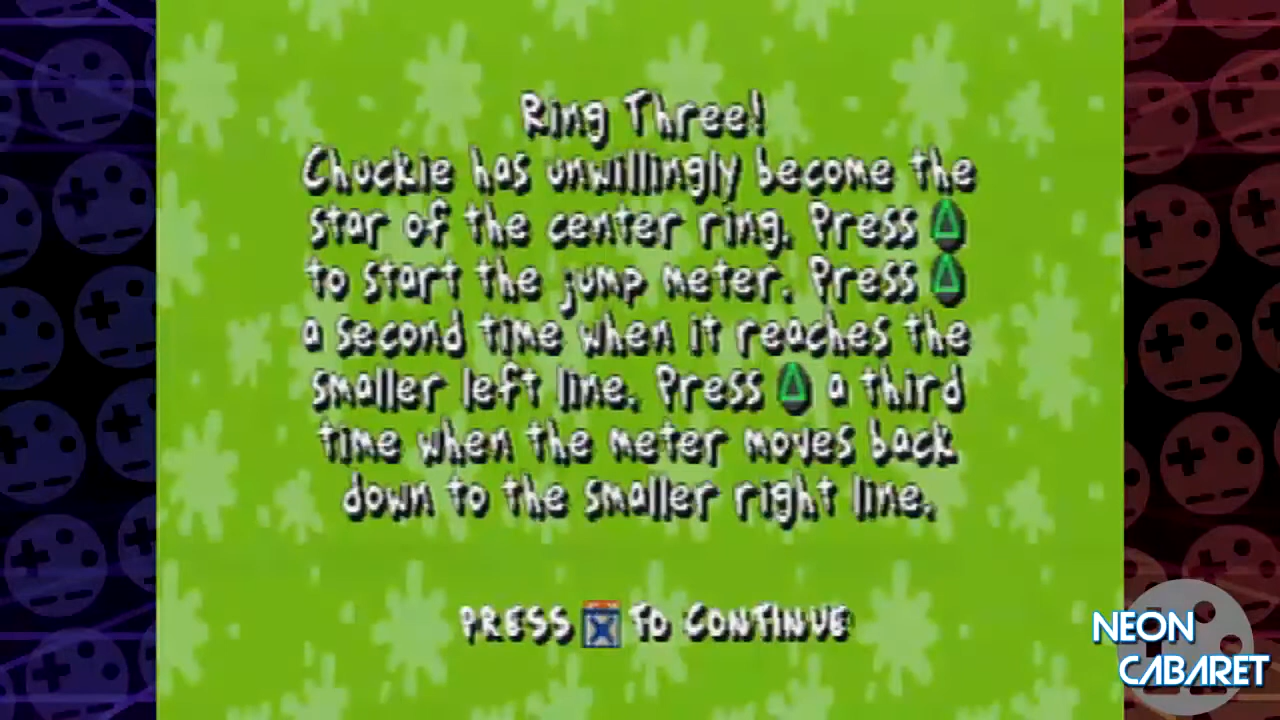 Ring Three!
Chuckie has unwillingly become the
star of the center ring. Press △
to start the jump meter. Press △
a second time when it reaches the
smaller left line. Press △ a third
time when the meter moves back
down to the smaller right line.
PRESS X TO CONTINUE
NEON
CABARET